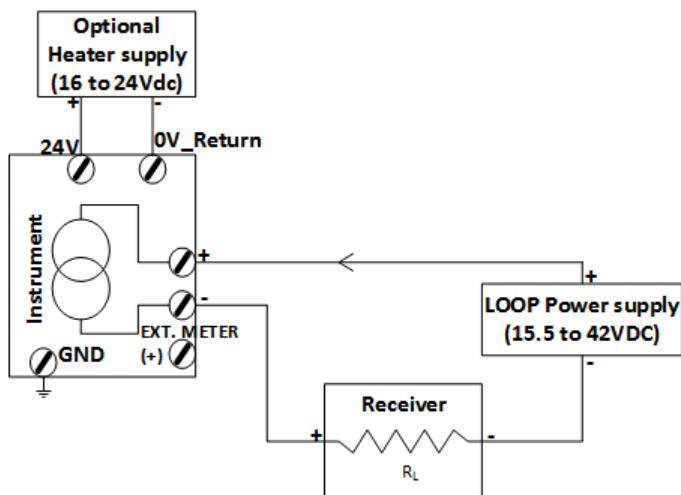 Optional
Heater supply
(16 to 24Vdc)
+ -
24V 0V_Return
Instrument
+
-
EXT. METER
(+)
GND
+
LOOP Power supply
(15.5 to 42VDC)
-
Receiver
+ -
RL